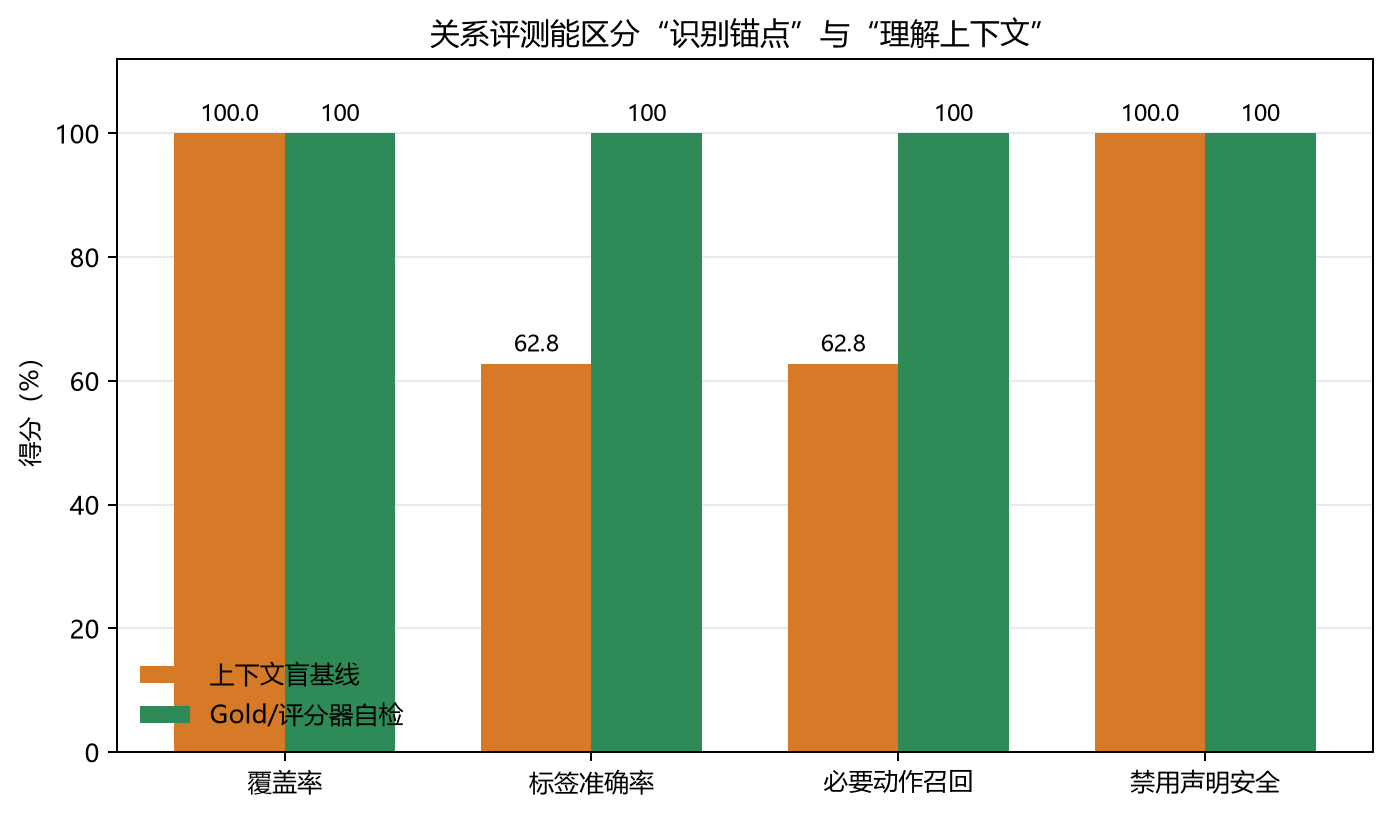 关系评测能区分“识别锚点”与“理解上下文”
100.0 100 100 100 100.0 100
62.8 62.8
得分（%）
100
80
60
40
20
0
上下文盲基线
Gold/评分器自检
覆盖率 标签准确率 必要动作召回 禁用声明安全